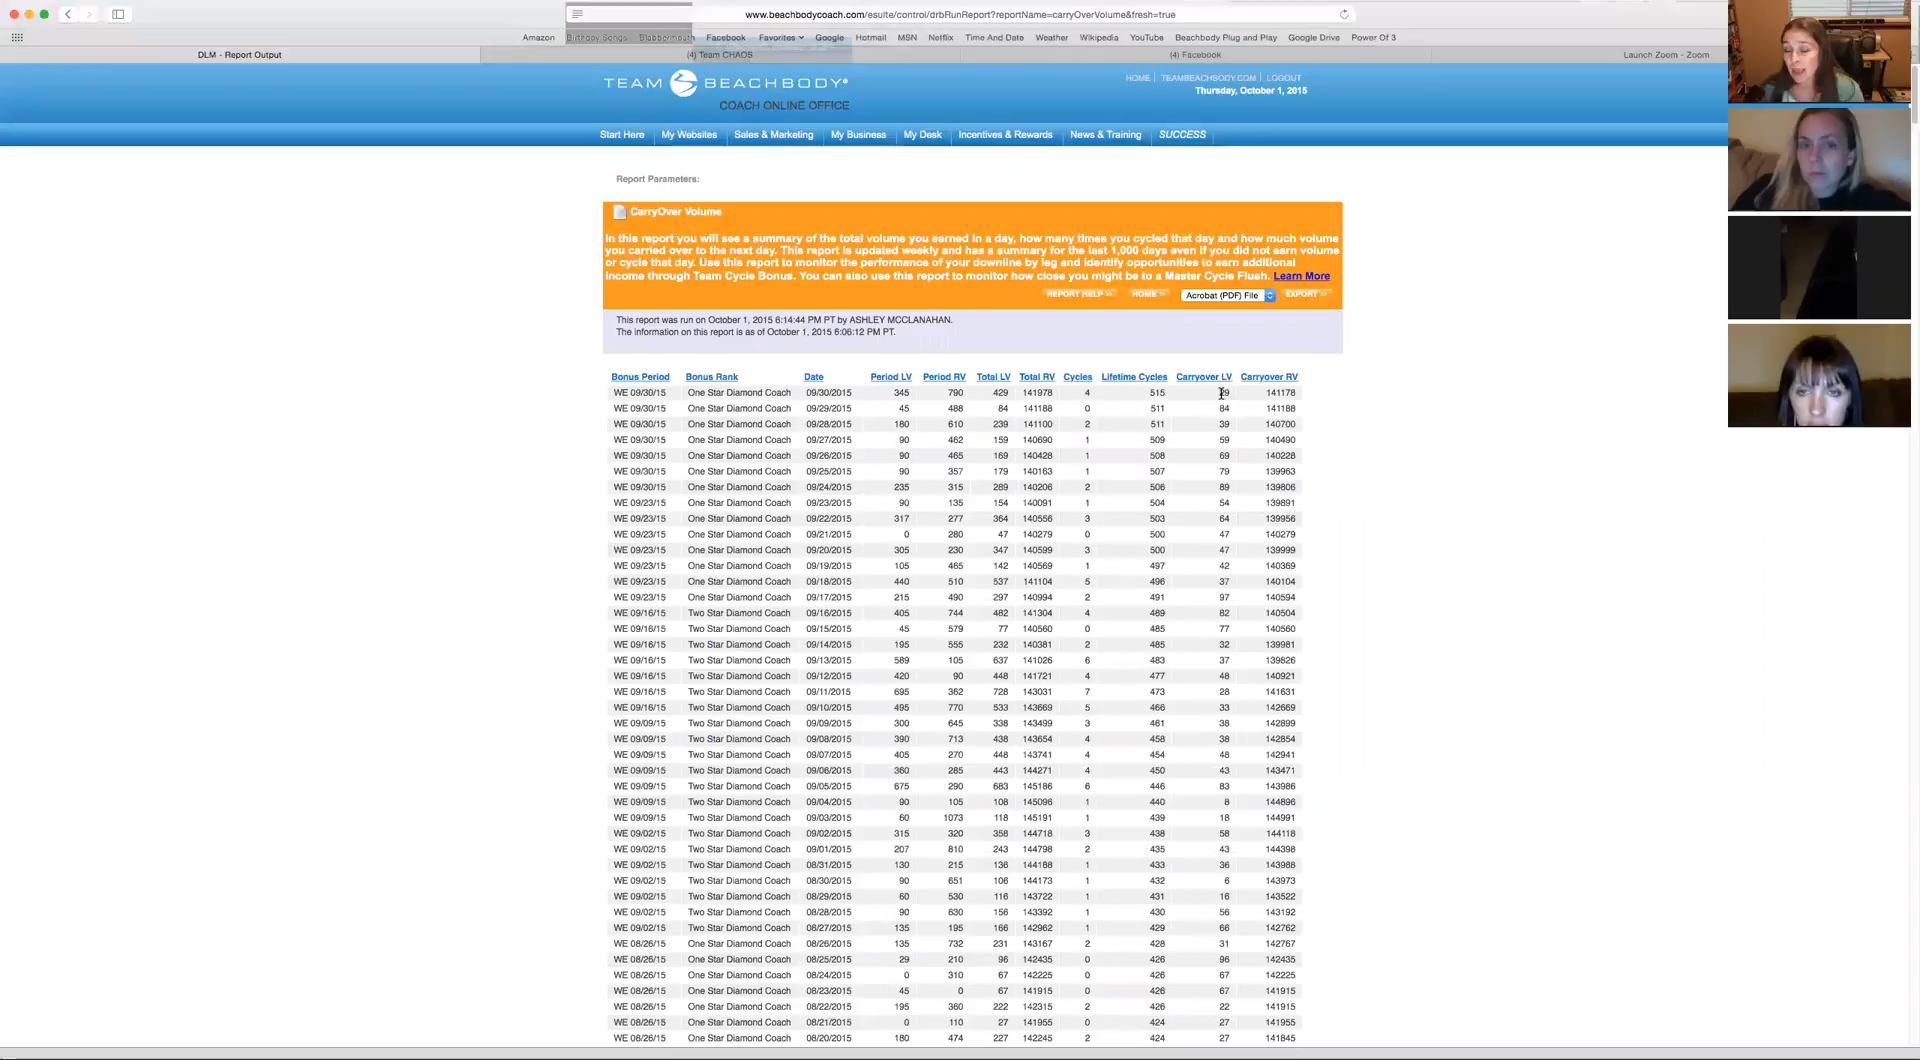 www.beachbodycoach.com/esuite/control/drbRunReport?reportName=carryOverVolume&fresh=true
Amazon Birthday Songs Blabbermouth Facebook Favorites Google Hotmail MSN Netflix Time And Date Weather Wikipedia YouTube Beachbody Plug and Play Google Drive Power Of 3
DLM - Report Output (4) Team CHAOS (4) Facebook Launch Zoom - Zoom
TEAM BEACHBODY®
COACH ONLINE OFFICE
HOME | TEAMBEACHBODY.COM | LOGOUT
Thursday, October 1, 2015
Start Here My Websites Sales & Marketing My Business My Desk Incentives & Rewards News & Training SUCCESS
Report Parameters:
CarryOver Volume
In this report you will see a summary of the total volume you earned in a day, how many times you cycled that day and how much volume
you carried over to the next day. This report is updated weekly and has a summary for the last 1,000 days even if you did not earn volume
or cycle that day. Use this report to monitor the performance of your downline by leg and identify opportunities to earn additional
income through Team Cycle Bonus. You can also use this report to monitor how close you might be to a Master Cycle Flush. Learn More
REPORT HELP >> HOME >> Acrobat (PDF) File EXPORT >>
This report was run on October 1, 2015 6:14:44 PM PT by ASHLEY MCCLANAHAN.
The information on this report is as of October 1, 2015 6:06:12 PM PT.
Bonus Period Bonus Rank Date Period LV Period RV Total LV Total RV Cycles Lifetime Cycles Carryover LV Carryover RV
WE 09/30/15 One Star Diamond Coach 09/30/2015 345 790 429 141978 4 515 29 141178
WE 09/30/15 One Star Diamond Coach 09/29/2015 45 488 84 141188 0 511 84 141188
WE 09/30/15 One Star Diamond Coach 09/28/2015 180 610 239 141100 2 511 39 140700
WE 09/30/15 One Star Diamond Coach 09/27/2015 90 462 159 140690 1 509 59 140490
WE 09/30/15 One Star Diamond Coach 09/26/2015 90 465 169 140428 1 508 69 140228
WE 09/30/15 One Star Diamond Coach 09/25/2015 90 357 179 140163 1 507 79 139963
WE 09/30/15 One Star Diamond Coach 09/24/2015 235 315 289 140206 2 506 89 139806
WE 09/23/15 One Star Diamond Coach 09/23/2015 90 135 154 140091 1 504 54 139891
WE 09/23/15 One Star Diamond Coach 09/22/2015 317 277 364 140556 3 503 64 139956
WE 09/23/15 One Star Diamond Coach 09/21/2015 0 280 47 140279 0 500 47 140279
WE 09/23/15 One Star Diamond Coach 09/20/2015 305 230 347 140599 3 500 47 139999
WE 09/23/15 One Star Diamond Coach 09/19/2015 105 465 142 140569 1 497 42 140369
WE 09/23/15 One Star Diamond Coach 09/18/2015 440 510 537 141104 5 496 37 140104
WE 09/23/15 One Star Diamond Coach 09/17/2015 215 490 297 140994 2 491 97 140594
WE 09/16/15 Two Star Diamond Coach 09/16/2015 405 744 482 141304 4 489 82 140504
WE 09/16/15 Two Star Diamond Coach 09/15/2015 45 579 77 140560 0 485 77 140560
WE 09/16/15 Two Star Diamond Coach 09/14/2015 195 555 232 140381 2 485 32 139981
WE 09/16/15 Two Star Diamond Coach 09/13/2015 589 105 637 141026 6 483 37 139826
WE 09/16/15 Two Star Diamond Coach 09/12/2015 420 90 448 141721 4 477 48 140921
WE 09/16/15 Two Star Diamond Coach 09/11/2015 695 362 728 143031 7 473 28 141631
WE 09/16/15 Two Star Diamond Coach 09/10/2015 495 770 533 143669 5 466 33 142669
WE 09/09/15 Two Star Diamond Coach 09/09/2015 300 645 338 143499 3 461 38 142899
WE 09/09/15 Two Star Diamond Coach 09/08/2015 390 713 438 143654 4 458 38 142854
WE 09/09/15 Two Star Diamond Coach 09/07/2015 405 270 448 143741 4 454 48 142941
WE 09/09/15 Two Star Diamond Coach 09/06/2015 360 285 443 144271 4 450 43 143471
WE 09/09/15 Two Star Diamond Coach 09/05/2015 675 290 683 145186 6 446 83 143986
WE 09/09/15 Two Star Diamond Coach 09/04/2015 90 105 108 145096 1 440 8 144896
WE 09/09/15 Two Star Diamond Coach 09/03/2015 60 1073 118 145191 1 439 18 144991
WE 09/02/15 Two Star Diamond Coach 09/02/2015 315 320 358 144718 3 438 58 144118
WE 09/02/15 Two Star Diamond Coach 09/01/2015 207 810 243 144798 2 435 43 144398
WE 09/02/15 Two Star Diamond Coach 08/31/2015 130 215 136 144188 1 433 36 143988
WE 09/02/15 Two Star Diamond Coach 08/30/2015 90 651 106 144173 1 432 6 143973
WE 09/02/15 Two Star Diamond Coach 08/29/2015 60 530 116 143722 1 431 16 143522
WE 09/02/15 Two Star Diamond Coach 08/28/2015 90 630 156 143392 1 430 56 143192
WE 09/02/15 Two Star Diamond Coach 08/27/2015 135 195 166 142962 1 429 66 142762
WE 08/26/15 One Star Diamond Coach 08/26/2015 135 732 231 143167 2 428 31 142767
WE 08/26/15 One Star Diamond Coach 08/25/2015 29 210 96 142435 0 426 96 142435
WE 08/26/15 One Star Diamond Coach 08/24/2015 0 310 67 142225 0 426 67 142225
WE 08/26/15 One Star Diamond Coach 08/23/2015 45 0 67 141915 0 426 67 141915
WE 08/26/15 One Star Diamond Coach 08/22/2015 195 360 222 142315 2 426 22 141915
WE 08/26/15 One Star Diamond Coach 08/21/2015 0 110 27 141955 0 424 27 141955
WE 08/26/15 One Star Diamond Coach 08/20/2015 180 474 227 142245 2 424 27 141845